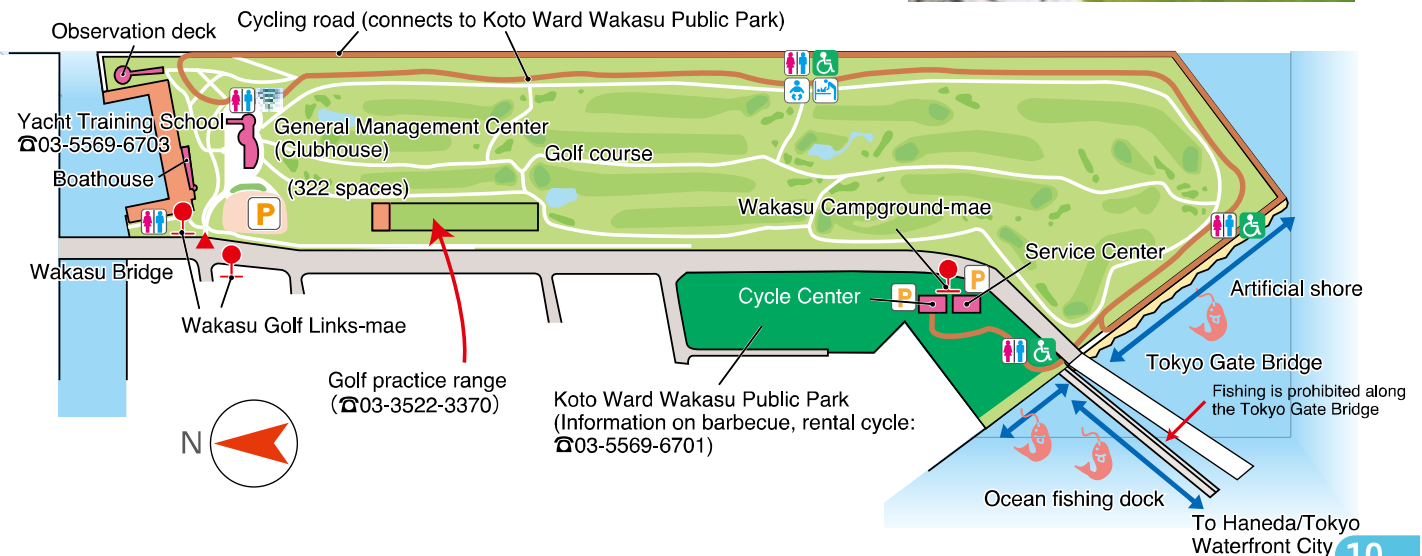 Cycling road (connects to Koto Ward Wakasu Public Park)
Observation deck
Yacht Training School
☎03-5569-6703
General Management Center
(Clubhouse)
Golf course
Boathouse
(322 spaces)
P
Wakasu Campground-mae
Service Center
Wakasu Bridge
P
Cycle Center
P
Artificial shore
Wakasu Golf Links-mae
Tokyo Gate Bridge
Golf practice range
(☎03-3522-3370)
Fishing is prohibited along
the Tokyo Gate Bridge
Koto Ward Wakasu Public Park
(Information on barbecue, rental cycle:
☎03-5569-6701)
N
Ocean fishing dock
To Haneda/Tokyo
Waterfront City
10